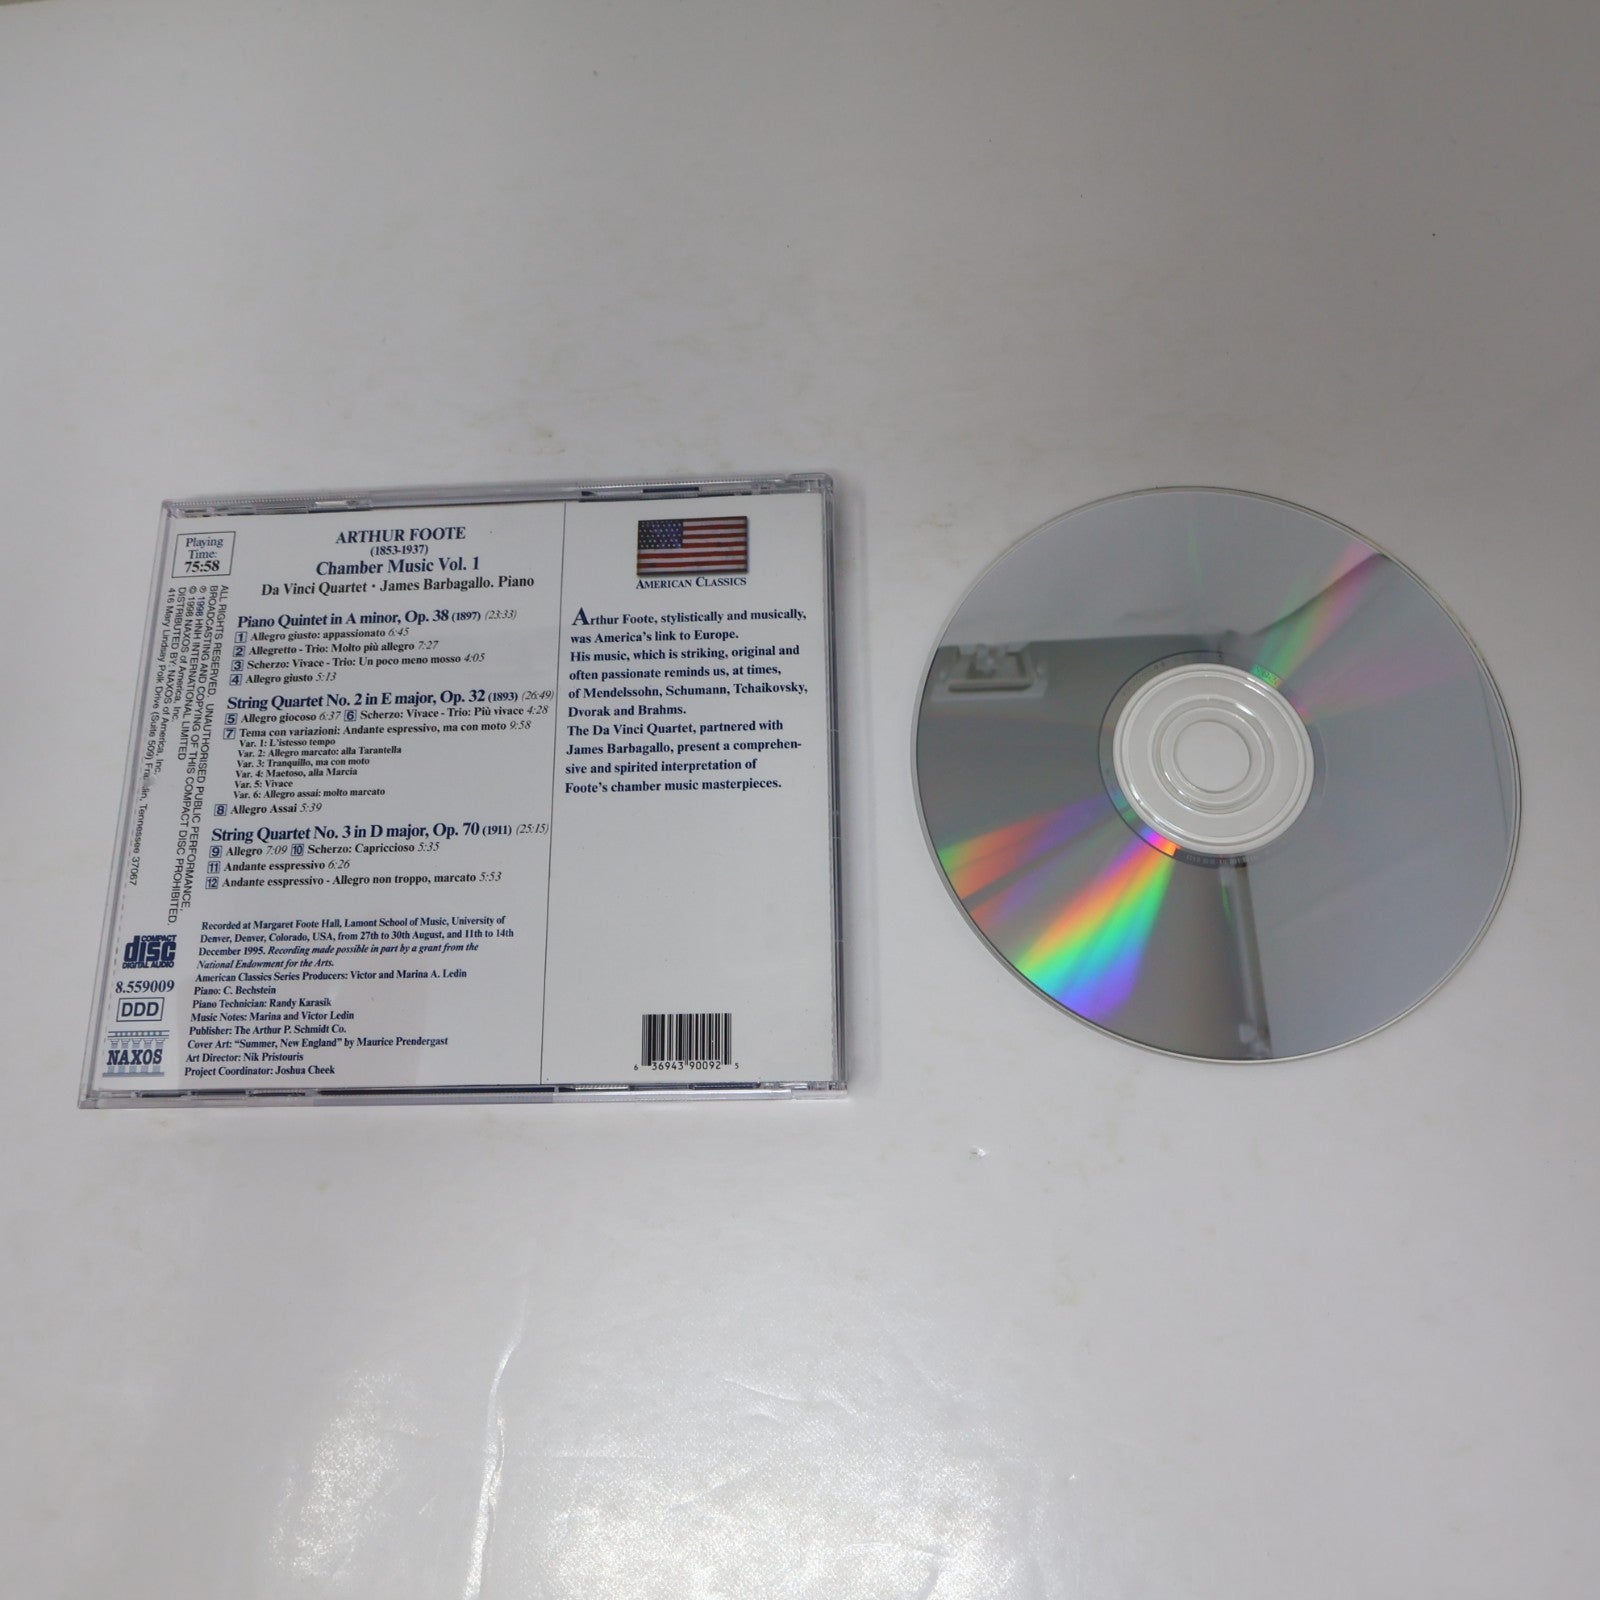 Playing
Time:
75:58
ARTHUR FOOTE
(1853-1937)
Chamber Music Vol. 1
Da Vinci Quartet • James Barbagallo. Piano
Piano Quintet in A minor, Op. 38 (1897) (23:33)
1 Allegro giusto: appassionato 6:45
2 Allegretto - Trio: Molto più allegro 7:27
3 Scherzo: Vivace - Trio: Un poco meno mosso 4:05
4 Allegro giusto 5:13
String Quartet No. 2 in E major, Op. 32 (1893) (26:49)
5 Allegro giocoso 6:37 6 Scherzo: Vivace - Trio: Più vivace 4:28
7 Tema con variazioni: Andante espressivo, ma con moto 9:58
Var. 1: L'istesso tempo
Var. 2: Allegro marcato: alla Tarantella
Var. 3: Tranquillo, ma con moto
Var. 4: Maetoso, alla Marcia
Var. 5: Vivace
Var. 6: Allegro assai: molto marcato
8 Allegro Assai 5:39
String Quartet No. 3 in D major, Op. 70 (1911) (25:15)
9 Allegro 7:09 10 Scherzo: Capriccioso 5:35
11 Andante esspressivo 6:26
12 Andante esspressivo - Allegro non troppo, marcato 5:53
Recorded at Margaret Foote Hall, Lamont School of Music, University of
Denver, Denver, Colorado, USA, from 27th to 30th August, and 11th to 14th
December 1995. Recording made possible in part by a grant from the
National Endowment for the Arts.
American Classics Series Producers: Victor and Marina A. Ledin
Piano: C. Bechstein
Piano Technician: Randy Karasik
Music Notes: Marina and Victor Ledin
Publisher: The Arthur P. Schmidt Co.
Cover Art: "Summer, New England" by Maurice Prendergast
Art Director: Nik Pristouris
Project Coordinator: Joshua Cheek
ALL RIGHTS RESERVED. UNAUTHORISED PUBLIC PERFORMANCE,
BROADCASTING AND COPYING OF THIS COMPACT DISC PROHIBITED.
℗ 1998 HNH INTERNATIONAL LIMITED
© 1998 NAXOS of America, Inc.
DISTRIBUTED BY: NAXOS of America, Inc.
416 Mary Lindsay Polk Drive (Suite 509) Tennessee 37067
COMPACT
disc
DIGITAL AUDIO
8.559009
DDD
NAXOS
AMERICAN CLASSICS
Arthur Foote, stylistically and musically,
was America's link to Europe.
His music, which is striking, original and
often passionate reminds us, at times,
of Mendelssohn, Schumann, Tchaikovsky,
Dvorak and Brahms.
The Da Vinci Quartet, partnered with
James Barbagallo, present a comprehen-
sive and spirited interpretation of
Foote's chamber music masterpieces.
6 36943 90092 5